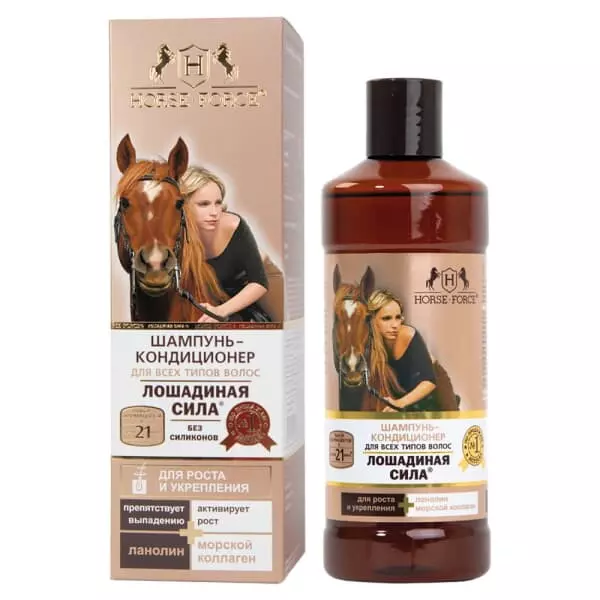 H
HORSE FORCE®
ШАМПУНЬ-
КОНДИЦИОНЕР
ДЛЯ ВСЕХ ТИПОВ ВОЛОС
ЛОШАДИНАЯ
СИЛА®
21
БЕЗ
СИЛИКОНОВ
№1
ДЛЯ РОСТА
И УКРЕПЛЕНИЯ
препятствует
выпадению
активирует
рост
ланолин
морской
коллаген
H
HORSE FORCE®
ШАМПУНЬ-
КОНДИЦИОНЕР
ДЛЯ ВСЕХ ТИПОВ ВОЛОС
21
ЛОШАДИНАЯ
СИЛА®
№1
для роста
и укрепления
ланолин
морской коллаген